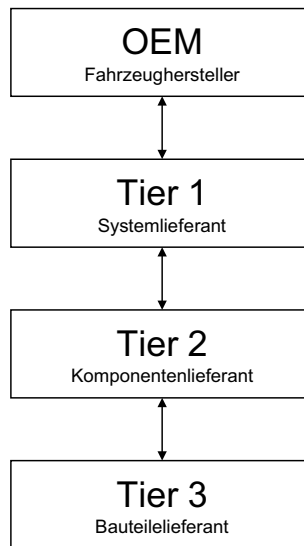 OEM
Fahrzeughersteller
Tier 1
Systemlieferant
Tier 2
Komponentenlieferant
Tier 3
Bauteilelieferant